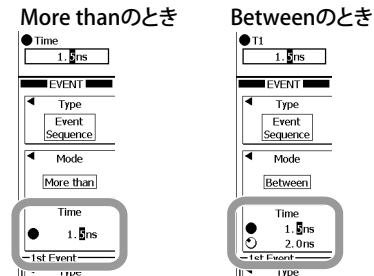 More thanのとき
Time
1.5ns
EVENT
Type
Event
Sequence
Mode
More than
Time
1.5ns
1st Event
Type
Betweenのとき
T1
1.5ns
EVENT
Type
Event
Sequence
Mode
Between
Time
1.5ns
2.0ns
1st Event
Type